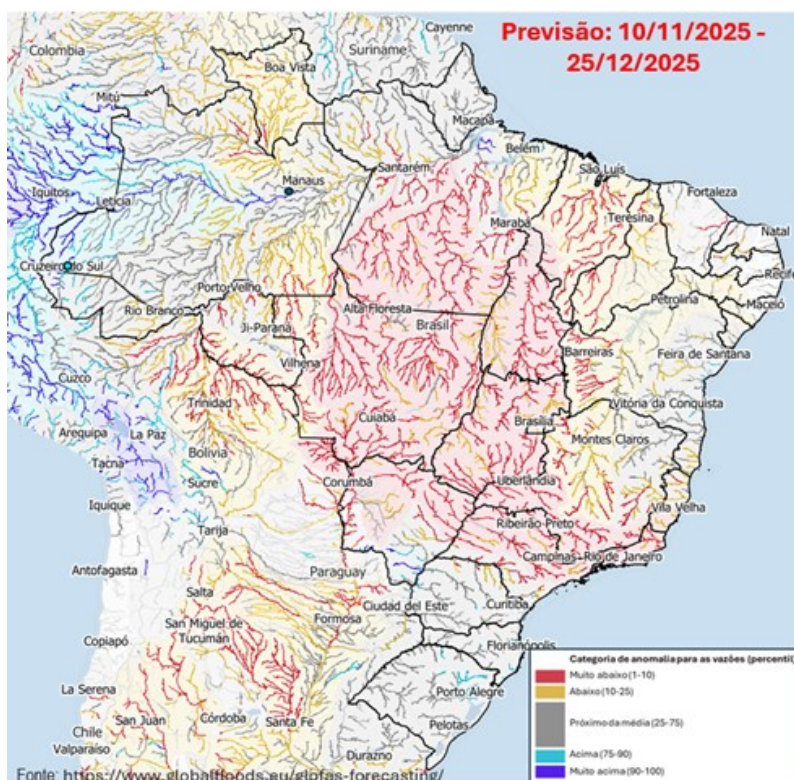 Previsão: 10/11/2025 -
25/12/2025
Cayenne
Colombia
Suriname
Boa Vista
Mitú
Macapá
Belém
Santarém
São Luís
Manaus
Fortaleza
Iquitos
Leticia
Teresina
Marabá
Natal
Cruzeiro do Sul
Recife
Porto Velho
Petrolina
Maceió
Rio Branco
Alta Floresta
Brasil
Ji-Paraná
Barreiras
Feira de Santana
Vilhena
Cuzco
Trinidad
Cuiabá
Brasília
Vitória da Conquista
Arequipa
La Paz
Montes Claros
Bolivia
Tacna
Sucre
Corumbá
Uberlândia
Iquique
Vila Velha
Ribeirão Preto
Tarija
Campinas
Rio de Janeiro
Antofagasta
Paraguay
Salta
Ciudad del Este
Curitiba
San Miguel de
Tucumán
Formosa
Copiapó
Florianópolis
La Serena
Porto Alegre
San Juan
Córdoba
Santa Fe
Pelotas
Chile
Valparaíso
Durazno
Categoria de anomalia para as vazões (percentil)
Muito abaixo (1-10)
Abaixo (10-25)
Próximo da média (25-75)
Acima (75-90)
Muito acima (90-100)
Fonte: https://www.globalfloods.eu/glofas-forecasting/